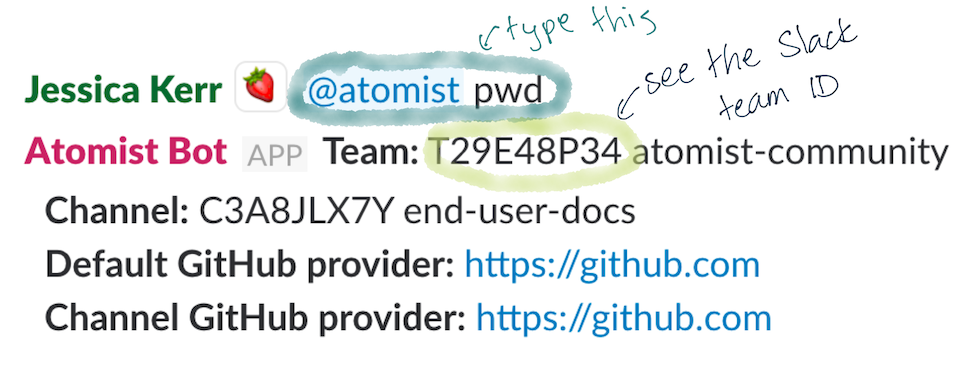 type this
see the Slack
team ID
Jessica Kerr @atomist pwd
Atomist Bot APP Team: T29E48P34 atomist-community
Channel: C3A8JLX7Y end-user-docs
Default GitHub provider: https://github.com
Channel GitHub provider: https://github.com